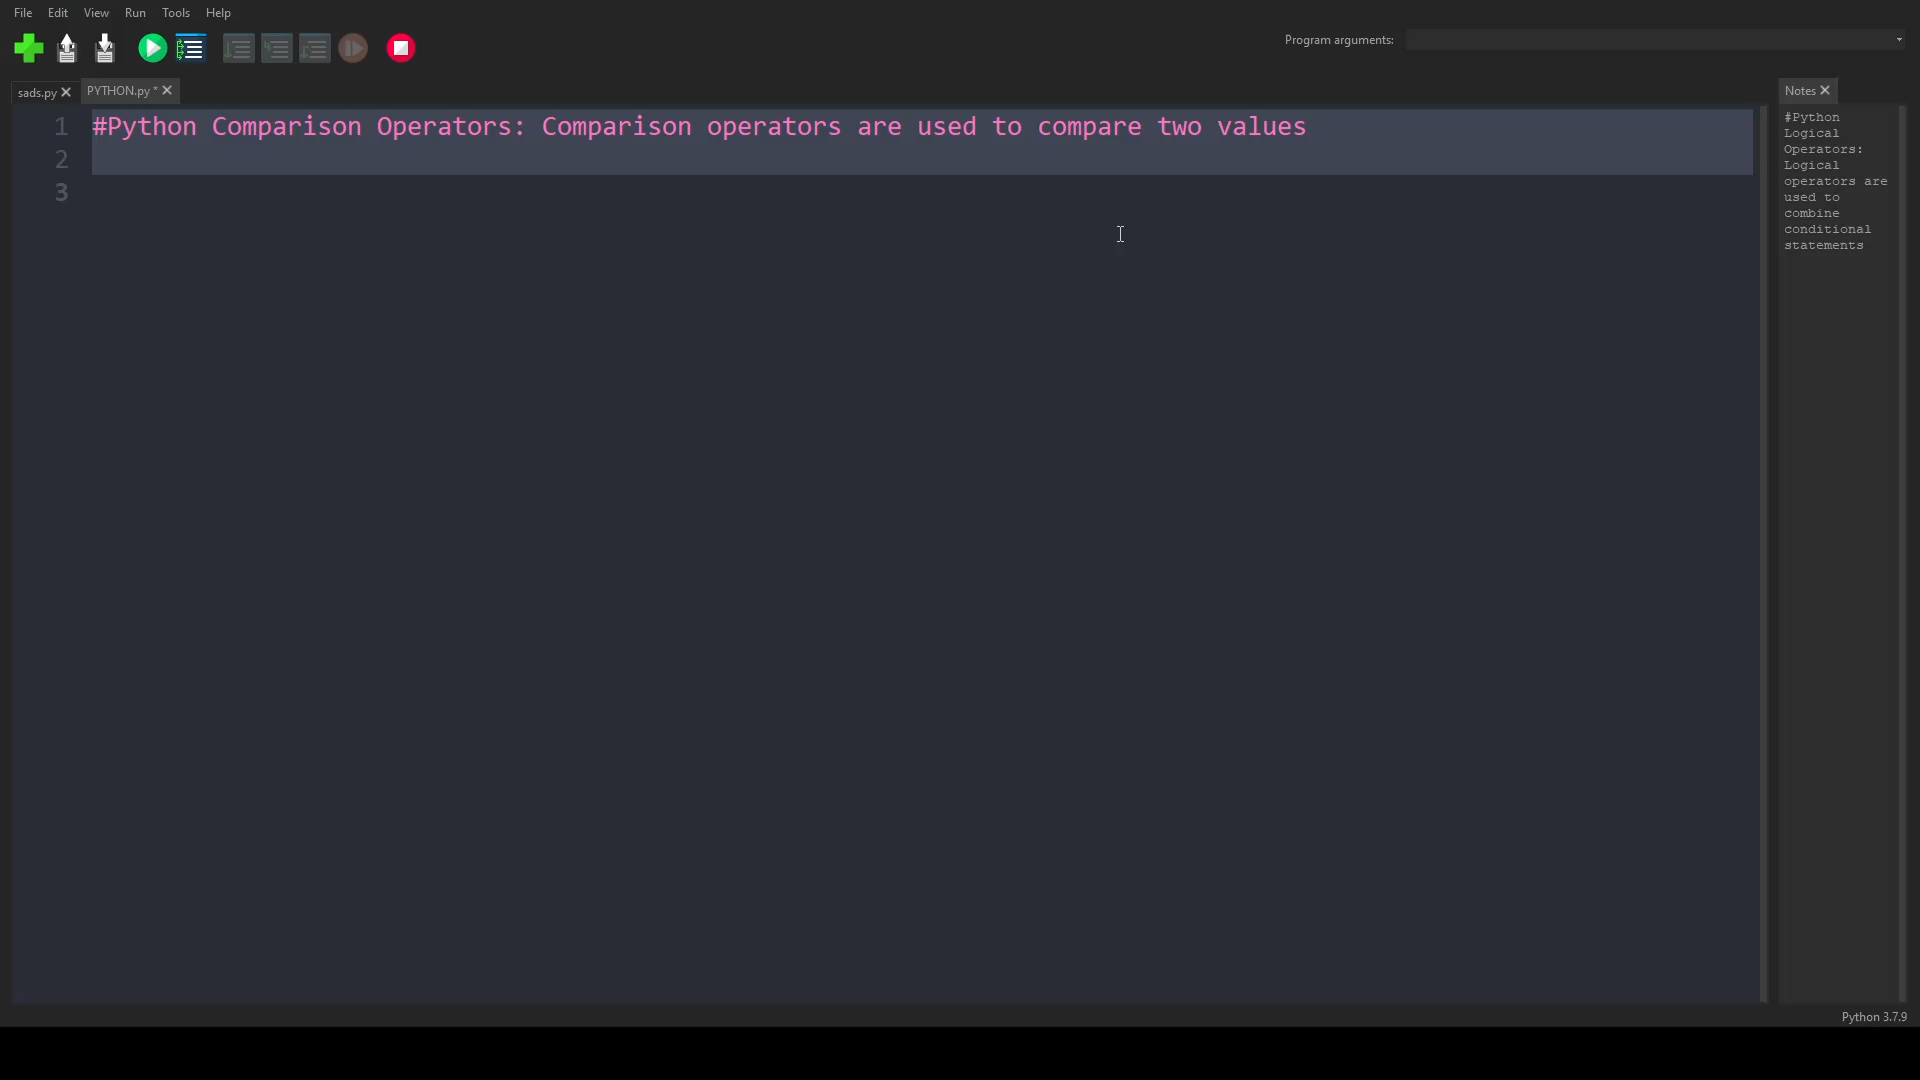 File Edit View Run Tools Help
Program arguments:
sads.py PYTHON.py * Notes
1 #Python Comparison Operators: Comparison operators are used to compare two values
2
3
#Python
Logical
Operators:
Logical
operators are
used to
combine
conditional
statements
Python 3.7.9